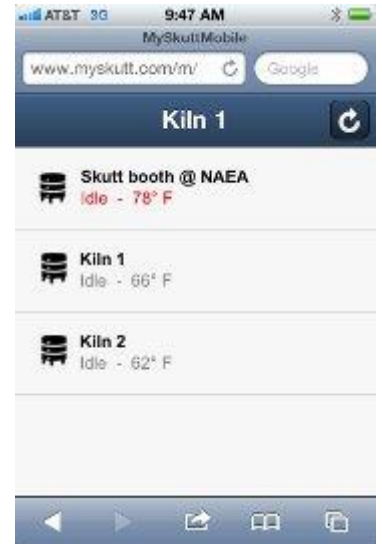 AT&T 3G 9:47 AM
MySkuttMobile
www.myskutt.com/m/ Google
Kiln 1
Skutt booth @ NAEA
Idle - 78° F
Kiln 1
Idle - 66° F
Kiln 2
Idle - 62° F